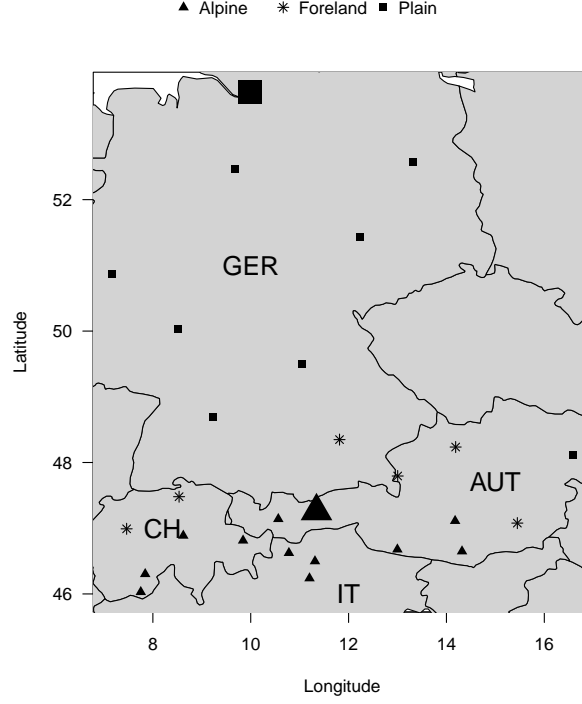 Alpine Foreland Plain
52
GER
50
Latitude
48
AUT
CH
46
IT
8 10 12 14 16
Longitude